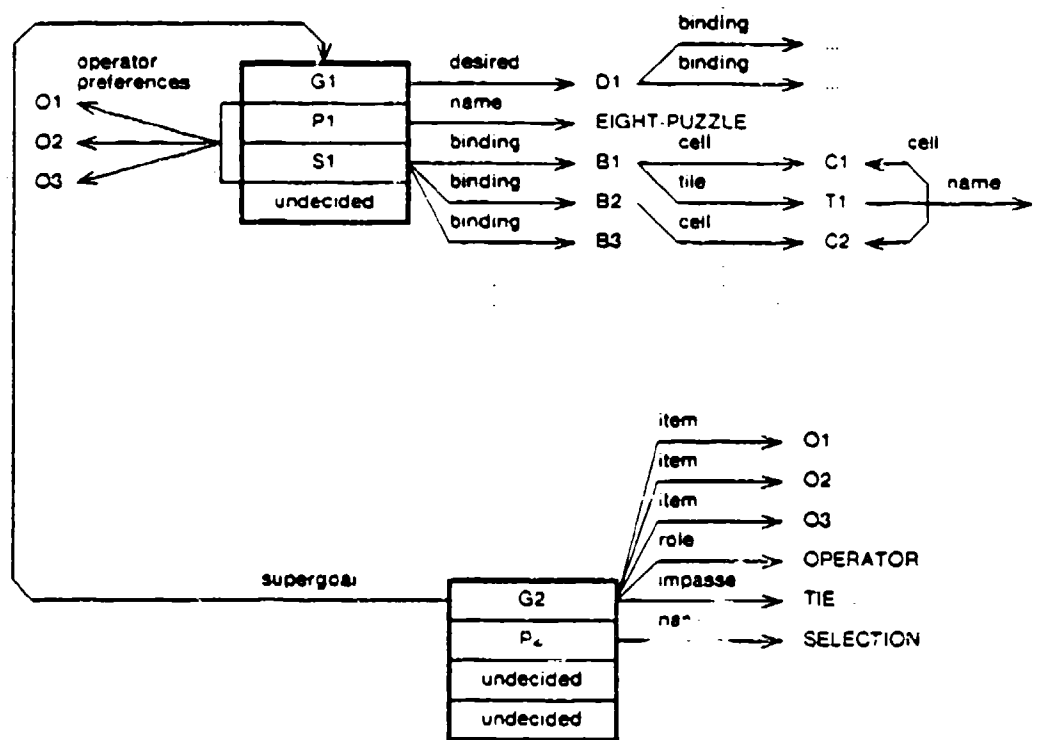 binding
...
operator
preferences
desired
binding
O1
G1
D1
...
name
O2
P1
EIGHT-PUZZLE
binding
cell
cell
O3
S1
B1
C1
binding
tile
name
undecided
B2
T1
binding
cell
B3
C2
item
O1
item
O2
item
O3
role
OPERATOR
supergoal
impasse
G2
TIE
SELECTION
undecided
undecided